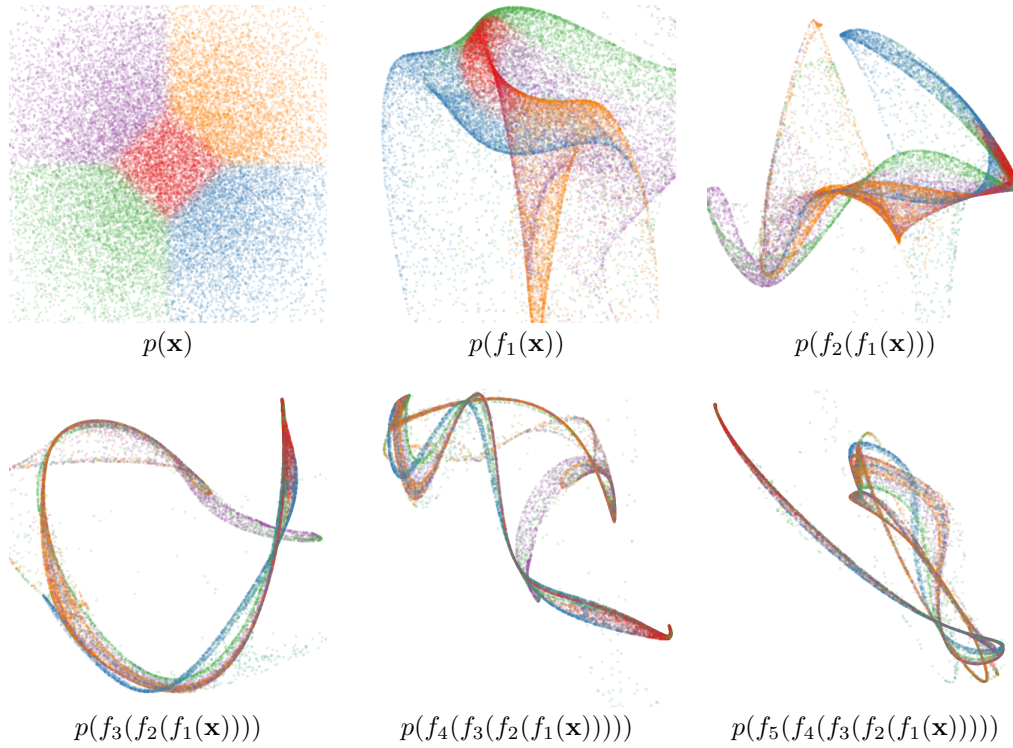 p(x)
p(f₁(x))
p(f₂(f₁(x)))
p(f₃(f₂(f₁(x))))
p(f₄(f₃(f₂(f₁(x)))))
p(f₅(f₄(f₃(f₂(f₁(x)))))